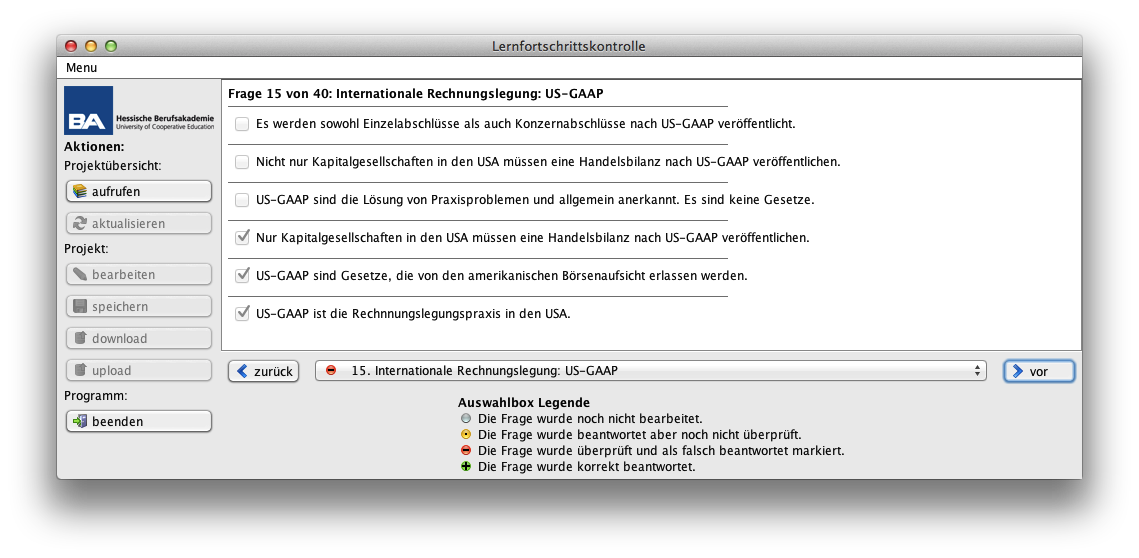 Lernfortschrittskontrolle
Menu
BA Hessische Berufsakademie
University of Cooperative Education
Aktionen:
Projektübersicht:
aufrufen
aktualisieren
Projekt:
bearbeiten
speichern
download
upload
Programm:
beenden
Frage 15 von 40: Internationale Rechnungslegung: US-GAAP
Es werden sowohl Einzelabschlüsse als auch Konzernabschlüsse nach US-GAAP veröffentlicht.
Nicht nur Kapitalgesellschaften in den USA müssen eine Handelsbilanz nach US-GAAP veröffentlichen.
US-GAAP sind die Lösung von Praxisproblemen und allgemein anerkannt. Es sind keine Gesetze.
Nur Kapitalgesellschaften in den USA müssen eine Handelsbilanz nach US-GAAP veröffentlichen.
US-GAAP sind Gesetze, die von den amerikanischen Börsenaufsicht erlassen werden.
US-GAAP ist die Rechnnungslegungspraxis in den USA.
zurück
15. Internationale Rechnungslegung: US-GAAP
vor
Auswahlbox Legende
Die Frage wurde noch nicht bearbeitet.
Die Frage wurde beantwortet aber noch nicht überprüft.
Die Frage wurde überprüft und als falsch beantwortet markiert.
Die Frage wurde korrekt beantwortet.